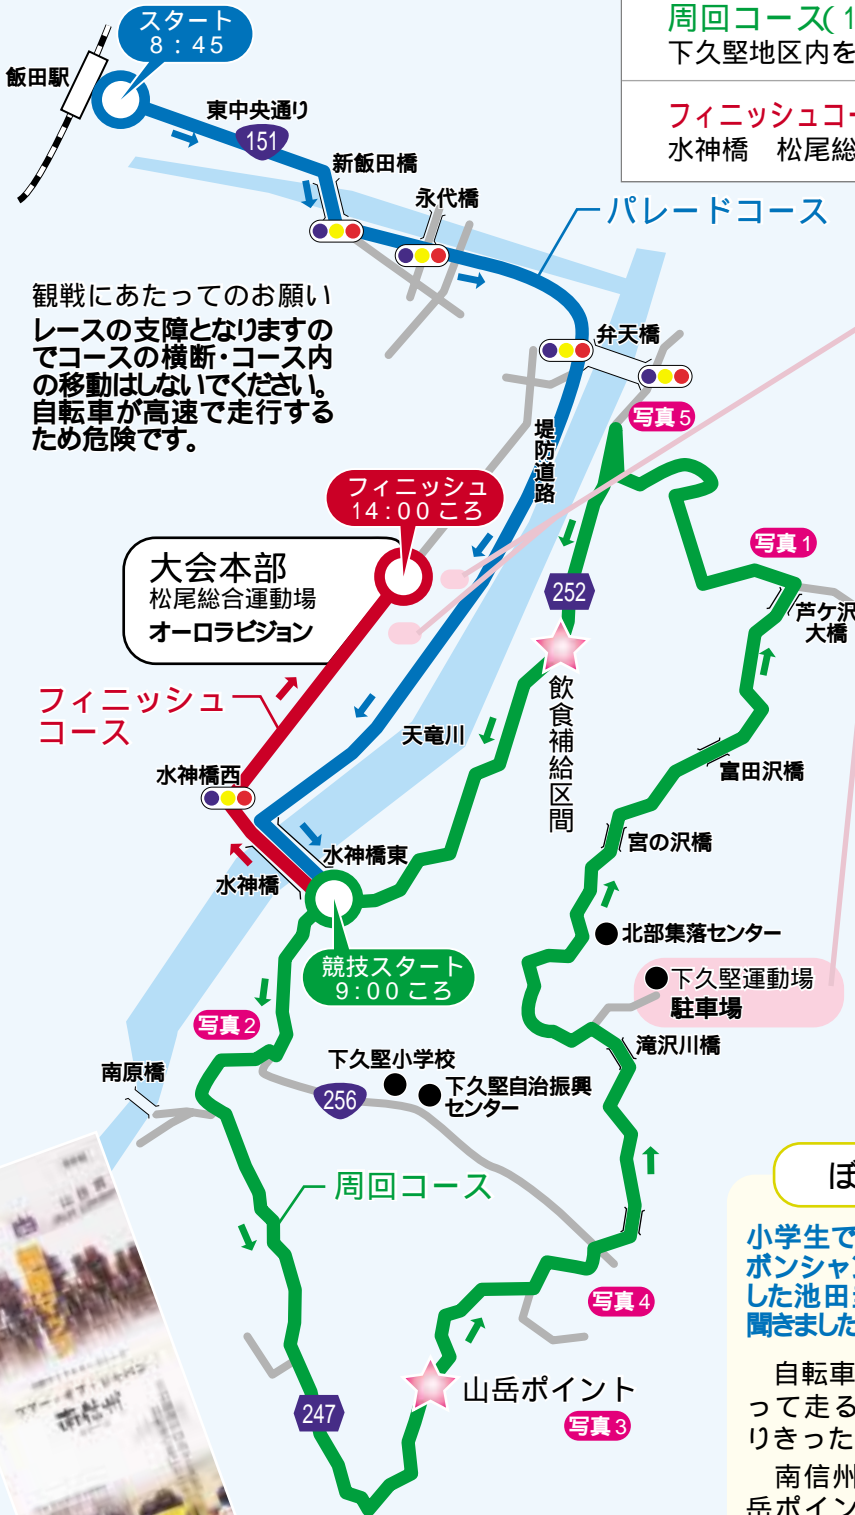 スタート
8：45
飯田駅
東中央通り
151
新飯田橋
永代橋
周回コース(1
下久堅地区内を
フィニッシュコー
水神橋　松尾総
パレードコース
観戦にあたってのお願い
レースの支障となりますの
でコースの横断・コース内
の移動はしないでください。
自転車が高速で走行する
ため危険です。
弁天橋
写真5
堤防道路
フィニッシュ
14：00ころ
写真1
大会本部
松尾総合運動場
オーロラビジョン
252
芦ケ沢
大橋
飲食補給区間
フィニッシュ
コース
天竜川
富田沢橋
水神橋西
宮の沢橋
水神橋東
水神橋
北部集落センター
競技スタート
9：00ころ
下久堅運動場
駐車場
写真2
滝沢川橋
南原橋
下久堅小学校
下久堅自治振興
センター
256
周回コース
写真4
山岳ポイント
写真3
247
ツアー・オブ・ジャパン
南信州
ぼ
小学生で
ボンシャン
した池田
聞きました
自転車
って走る
りきった
南信州
岳ポイン